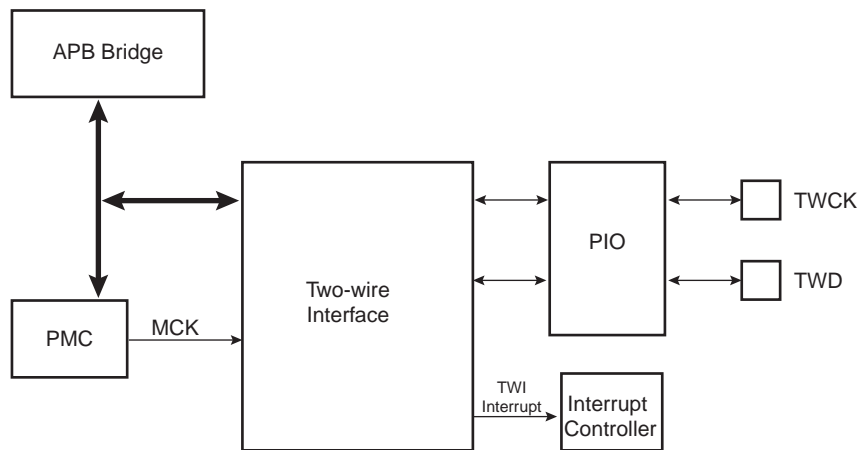 APB Bridge
TWCK
PIO
TWD
Two-wire
Interface
MCK
PMC
TWI
Interrupt
Interrupt
Controller